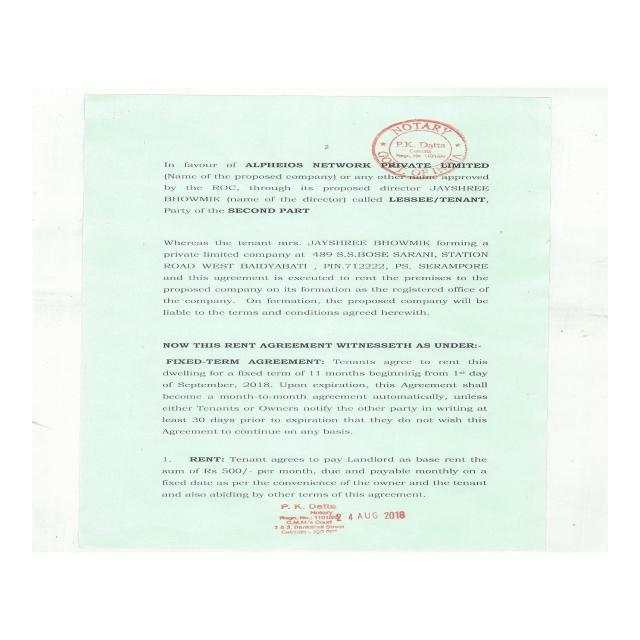 2
NOTARY
P.K. Datta
Calcutta
GOVT. OF INDIA
In favour of ALPHEIOS NETWORK PRIVATE LIMITED
(Name of the proposed company) or any other name approved
by the ROC, through its proposed director JAYSHREE
BHOWMIK (name of the director) called LESSEE/TENANT,
Party of the SECOND PART
Whereas the tenant mrs. JAYSHREE BHOWMIK forming a
private limited company at 489 S.S.BOSE SARANI, STATION
ROAD WEST BAIDYABATI , PIN.712222, PS. SERAMPORE
and this agreement is executed to rent the premises to the
proposed company on its formation as the registered office of
the company. On formation, the proposed company will be
liable to the terms and conditions agreed herewith.
NOW THIS RENT AGREEMENT WITNESSETH AS UNDER:-
FIXED-TERM AGREEMENT: Tenants agree to rent this
dwelling for a fixed term of 11 months beginning from 1st day
of September, 2018. Upon expiration, this Agreement shall
become a month-to-month agreement automatically, unless
either Tenants or Owners notify the other party in writing at
least 30 days prior to expiration that they do not wish this
Agreement to continue on any basis.
1. RENT: Tenant agrees to pay Landlord as base rent the
sum of Rs 500/- per month, due and payable monthly on a
fixed date as per the convenience of the owner and the tenant
and also abiding by other terms of this agreement.
P. K. Datta
Notary
Regn. No.:
C.M.M's Court
2 & 3, Bankshall Street
Calcutta -
2 4 AUG 2018